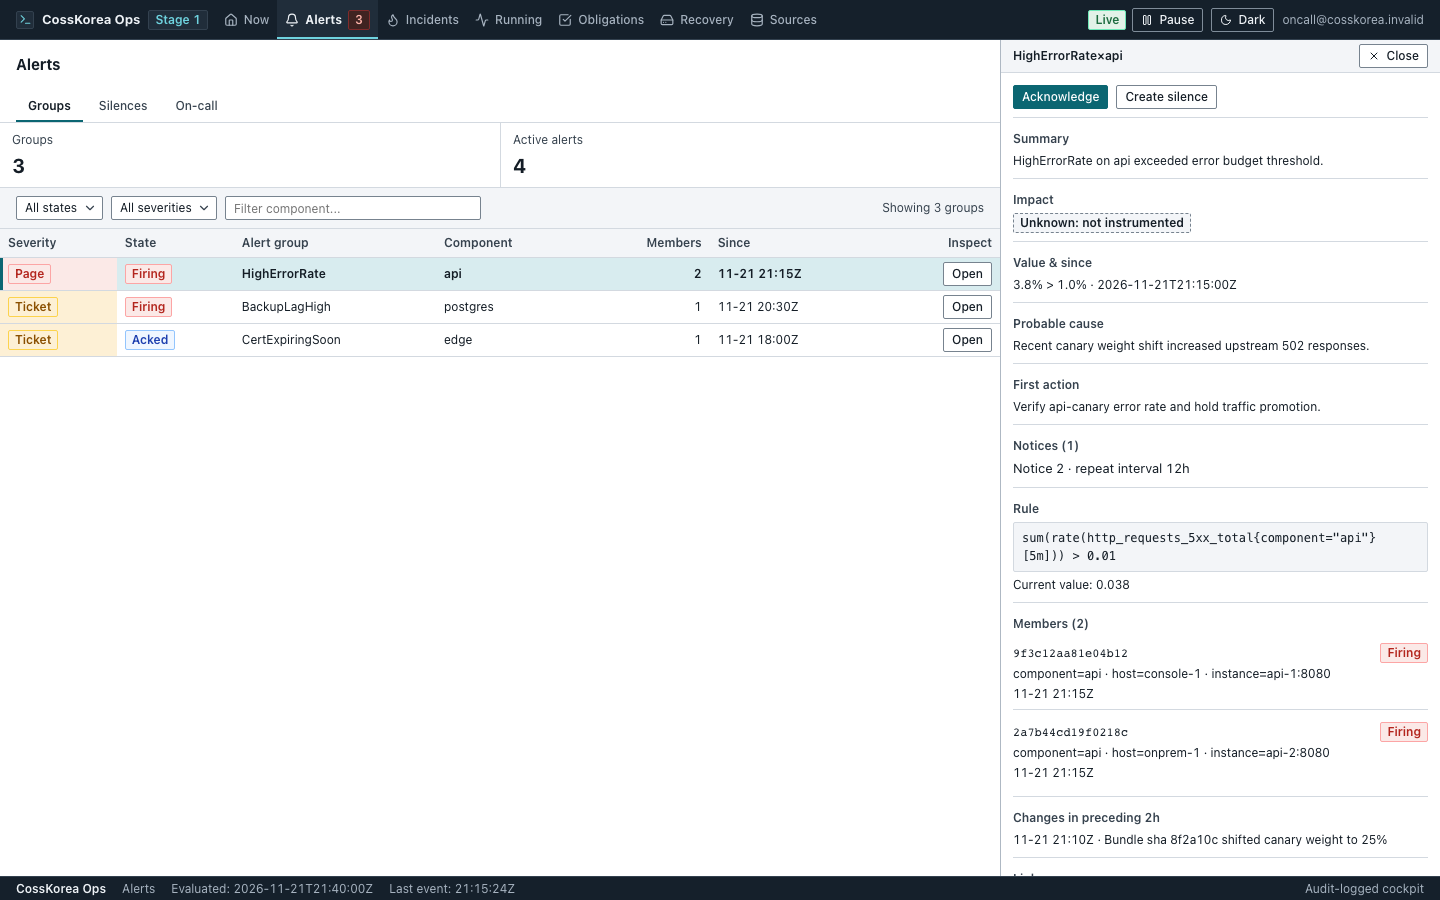 CossKorea Ops
Stage 1
Now
Alerts 3
Incidents
Running
Obligations
Recovery
Sources
Live
Pause
Dark
oncall@cosskorea.invalid
Alerts
Groups
Silences
On-call
Groups
3
Active alerts
4
All states
All severities
Filter component...
Showing 3 groups
Severity State Alert group Component Members Since Inspect
Page Firing HighErrorRate api 2 11-21 21:15Z Open
Ticket Firing BackupLagHigh postgres 1 11-21 20:30Z Open
Ticket Acked CertExpiringSoon edge 1 11-21 18:00Z Open
HighErrorRate×api
Close
Acknowledge
Create silence
Summary
HighErrorRate on api exceeded error budget threshold.
Impact
Unknown: not instrumented
Value & since
3.8% > 1.0% · 2026-11-21T21:15:00Z
Probable cause
Recent canary weight shift increased upstream 502 responses.
First action
Verify api-canary error rate and hold traffic promotion.
Notices (1)
Notice 2 · repeat interval 12h
Rule
sum(rate(http_requests_5xx_total{component="api"}
[5m])) > 0.01
Current value: 0.038
Members (2)
9f3c12aa81e04b12 Firing
component=api · host=console-1 · instance=api-1:8080
11-21 21:15Z
2a7b44cd19f0218c Firing
component=api · host=onprem-1 · instance=api-2:8080
11-21 21:15Z
Changes in preceding 2h
11-21 21:10Z · Bundle sha 8f2a10c shifted canary weight to 25%
CossKorea Ops Alerts Evaluated: 2026-11-21T21:40:00Z Last event: 21:15:24Z Audit-logged cockpit